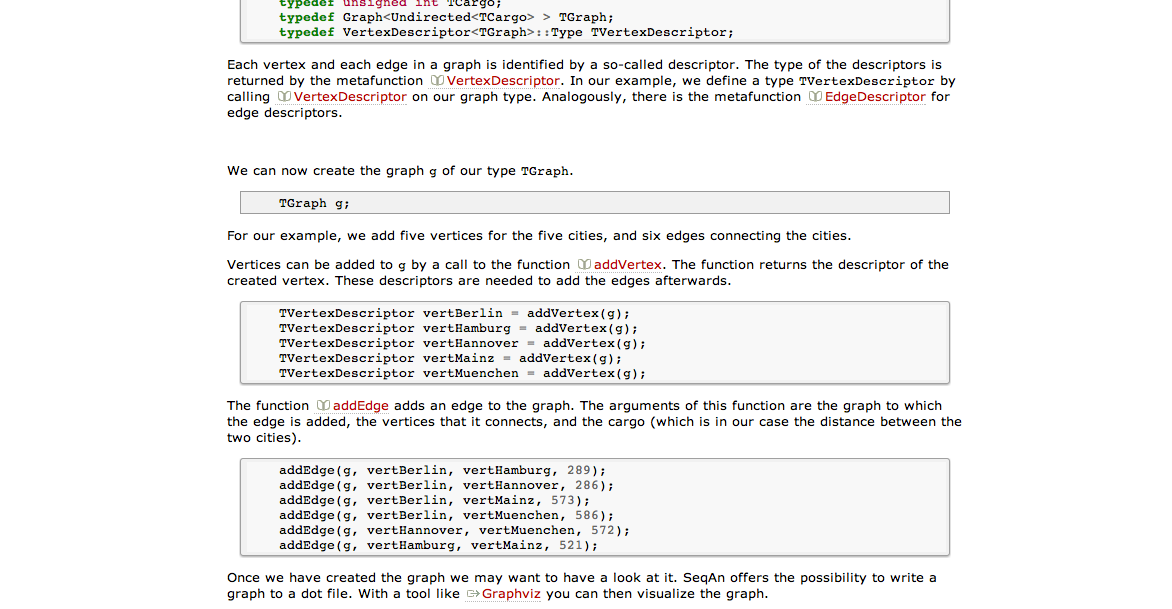 typedef unsigned int TCargo;
typedef Graph<Undirected<TCargo> > TGraph;
typedef VertexDescriptor<TGraph>::Type TVertexDescriptor;
Each vertex and each edge in a graph is identified by a so-called descriptor. The type of the descriptors is
returned by the metafunction VertexDescriptor. In our example, we define a type TVertexDescriptor by
calling VertexDescriptor on our graph type. Analogously, there is the metafunction EdgeDescriptor for
edge descriptors.
We can now create the graph g of our type TGraph.
TGraph g;
For our example, we add five vertices for the five cities, and six edges connecting the cities.
Vertices can be added to g by a call to the function addVertex. The function returns the descriptor of the
created vertex. These descriptors are needed to add the edges afterwards.
TVertexDescriptor vertBerlin = addVertex(g);
TVertexDescriptor vertHamburg = addVertex(g);
TVertexDescriptor vertHannover = addVertex(g);
TVertexDescriptor vertMainz = addVertex(g);
TVertexDescriptor vertMuenchen = addVertex(g);
The function addEdge adds an edge to the graph. The arguments of this function are the graph to which
the edge is added, the vertices that it connects, and the cargo (which is in our case the distance between the
two cities).
addEdge(g, vertBerlin, vertHamburg, 289);
addEdge(g, vertBerlin, vertHannover, 286);
addEdge(g, vertBerlin, vertMainz, 573);
addEdge(g, vertBerlin, vertMuenchen, 586);
addEdge(g, vertHannover, vertMuenchen, 572);
addEdge(g, vertHamburg, vertMainz, 521);
Once we have created the graph we may want to have a look at it. SeqAn offers the possibility to write a
graph to a dot file. With a tool like Graphviz you can then visualize the graph.